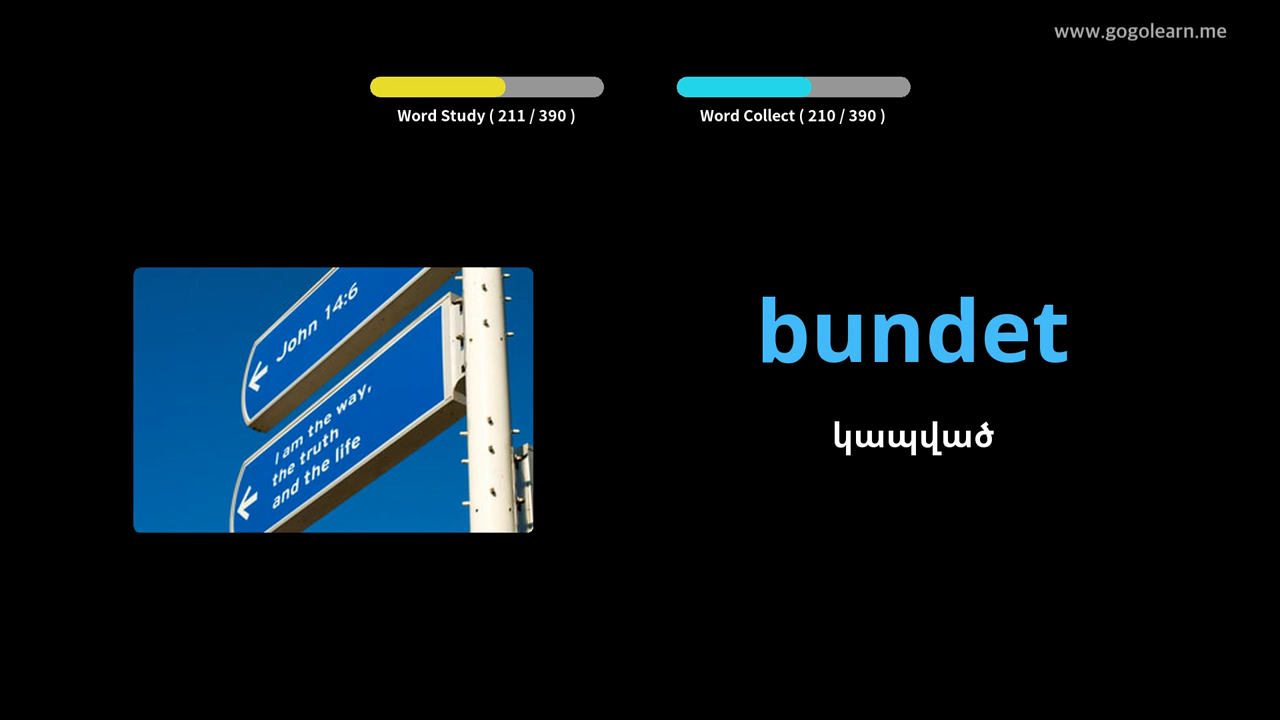 www.gogolearn.me
Word Study ( 211 / 390 )
Word Collect ( 210 / 390 )
John 14:6
I am the way,
the truth
and the life
bundet
կապված